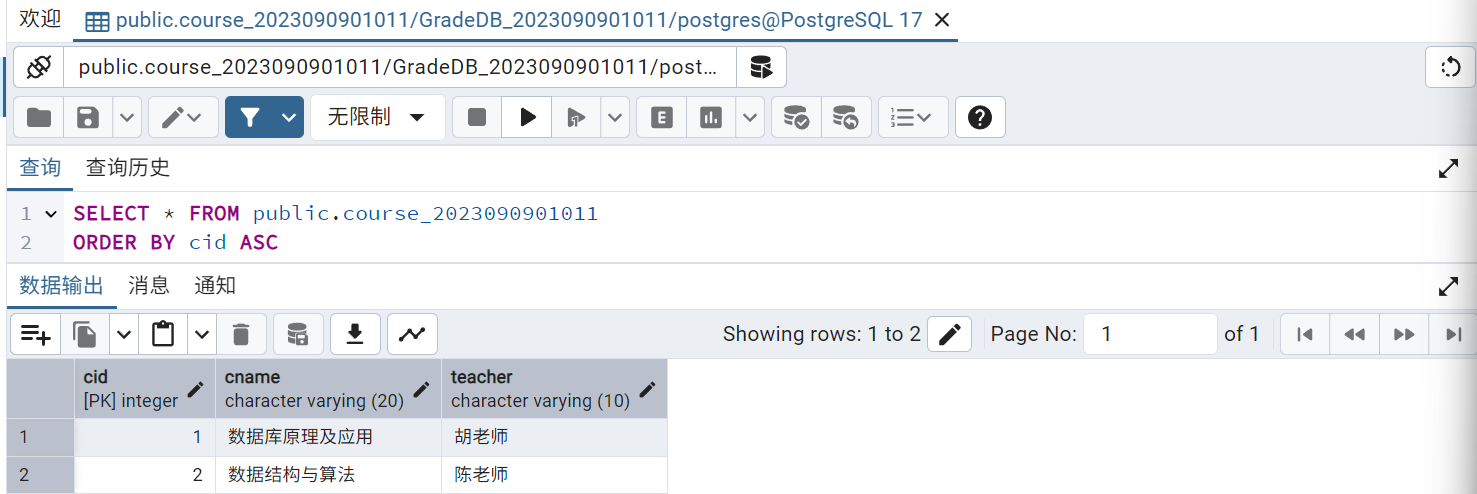 欢迎 public.course_2023090901011/GradeDB_2023090901011/postgres@PostgreSQL 17
public.course_2023090901011/GradeDB_2023090901011/post...
无限制 E
查询 查询历史
1 SELECT * FROM public.course_2023090901011
2 ORDER BY cid ASC
数据输出 消息 通知
Showing rows: 1 to 2 Page No: 1 of 1
cid cname teacher
[PK] integer character varying (20) character varying (10)
1 1 数据库原理及应用 胡老师
2 2 数据结构与算法 陈老师